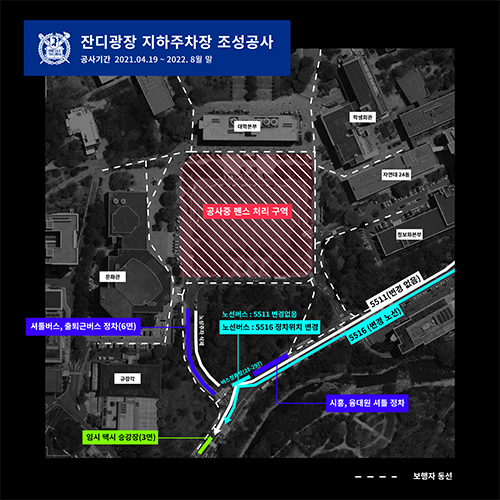 잔디광장 지하주차장 조성공사
공사기간 2021.04.19 ~ 2022. 8월 말
대학본부
학생회관
자연대 24동
공사중 펜스 처리 구역
정보화본부
문화관
5511(변경 없음)
5516 (변경 노선)
노선버스 : 5511 변경없음
노선버스 : 5516 정차위치 변경
셔틀버스, 출퇴근버스 정차(6면)
규장각
시흥, 융대원 셔틀 정차
임시 택시 승강장(3면)
보행자 동선